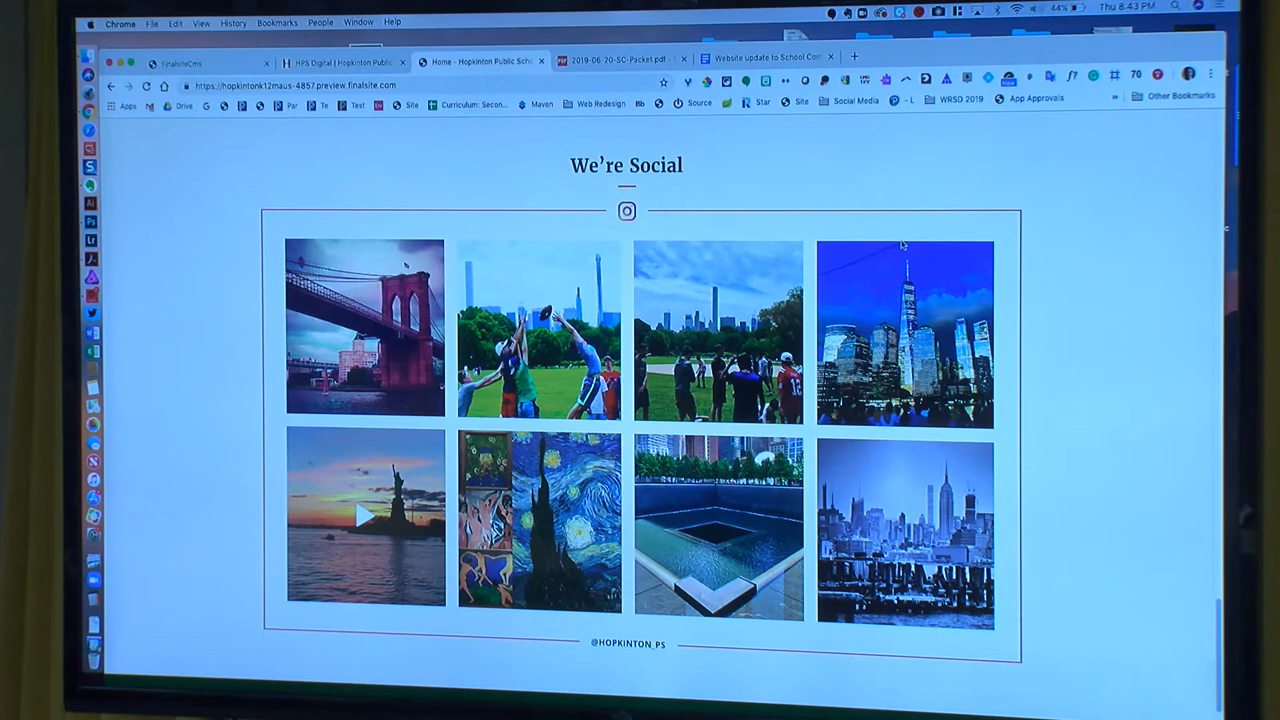 Chrome File Edit View History Bookmarks People Window Help 44% Thu 8:43 PM
FinalsiteCms HPS Digital | Hopkinton Public Home - Hopkinton Public Scho 2019-06-20-SC-Packet.pdf - Website update to School Com
https://hopkintonk12maus-4857.preview.finalsite.com
Apps Drive Par Te Test Site Curriculum: Secon... Maven Web Redesign Bb Source Star Site Social Media - L WRSD 2019 App Approvals » Other Bookmarks
We're Social
@HOPKINTON_PS